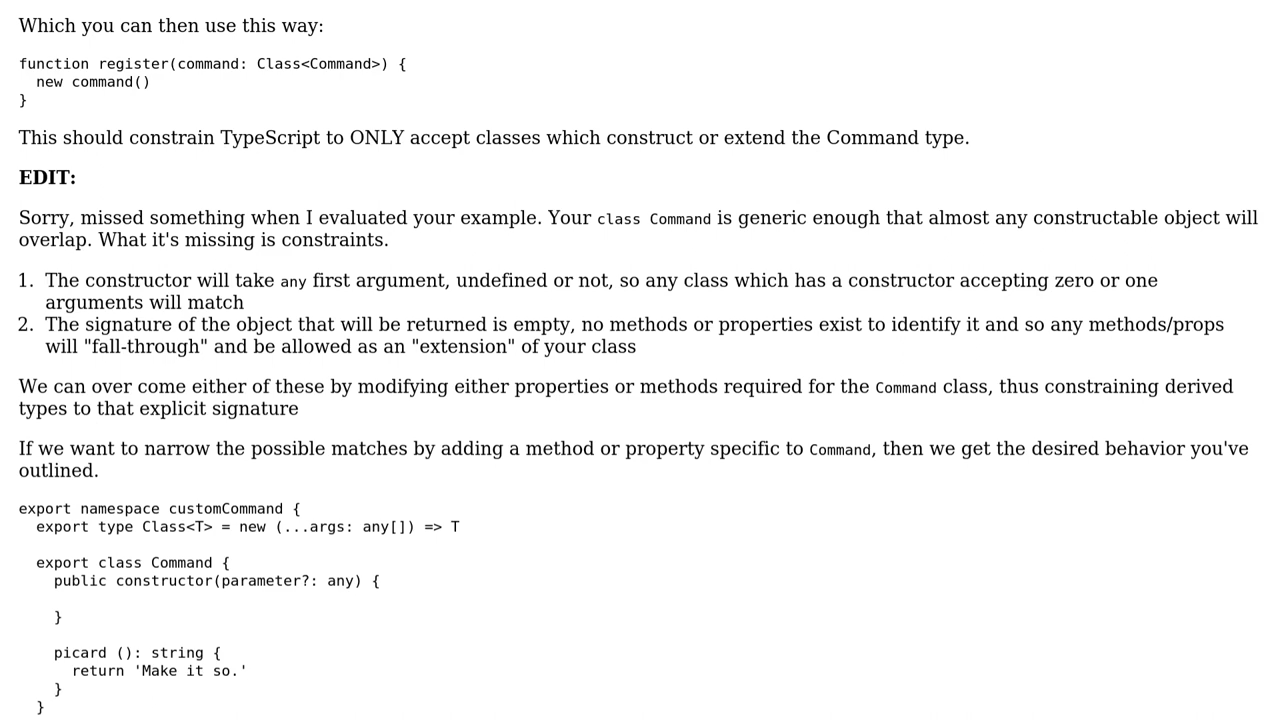 Which you can then use this way:
function register(command: Class<Command>) {
  new command()
}
This should constrain TypeScript to ONLY accept classes which construct or extend the Command type.
EDIT:
Sorry, missed something when I evaluated your example. Your class Command is generic enough that almost any constructable object will
overlap. What it's missing is constraints.
1. The constructor will take any first argument, undefined or not, so any class which has a constructor accepting zero or one
arguments will match
2. The signature of the object that will be returned is empty, no methods or properties exist to identify it and so any methods/props
will "fall-through" and be allowed as an "extension" of your class
We can over come either of these by modifying either properties or methods required for the Command class, thus constraining derived
types to that explicit signature
If we want to narrow the possible matches by adding a method or property specific to Command, then we get the desired behavior you've
outlined.
export namespace customCommand {
  export type Class<T> = new (...args: any[]) => T
  export class Command {
    public constructor(parameter?: any) {
    }
    picard (): string {
      return 'Make it so.'
    }
  }